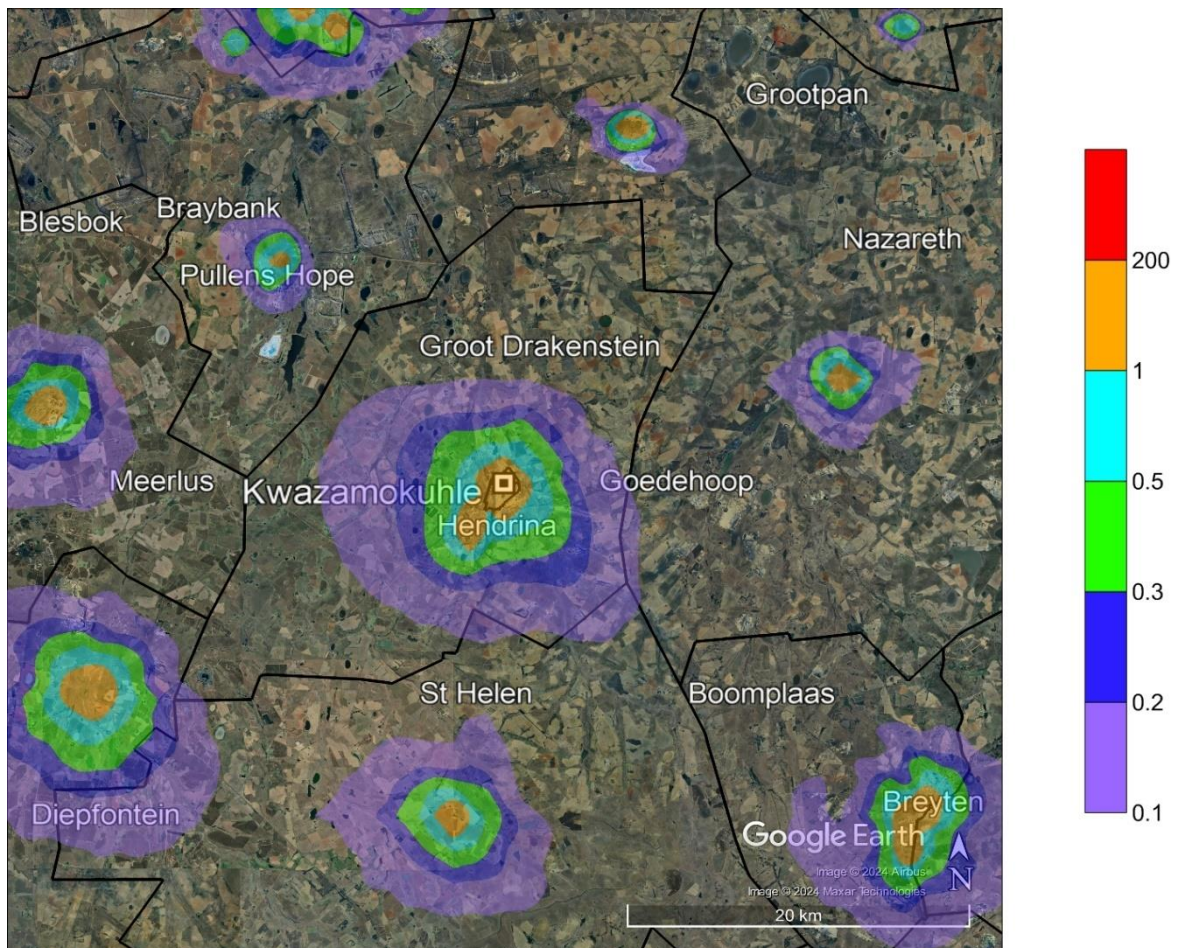 Grootpan
Blesbok
Braybank
Nazareth
Pullens Hope
Groot Drakenstein
Meerlus
Kwazamokuhle
Goedehoop
Hendrina
St Helen
Boomplaas
Diepfontein
Breyten
Google Earth
Image © 2024 Airbus
Image © 2024 Maxar Technologies
N
20 km
200
1
0.5
0.3
0.2
0.1